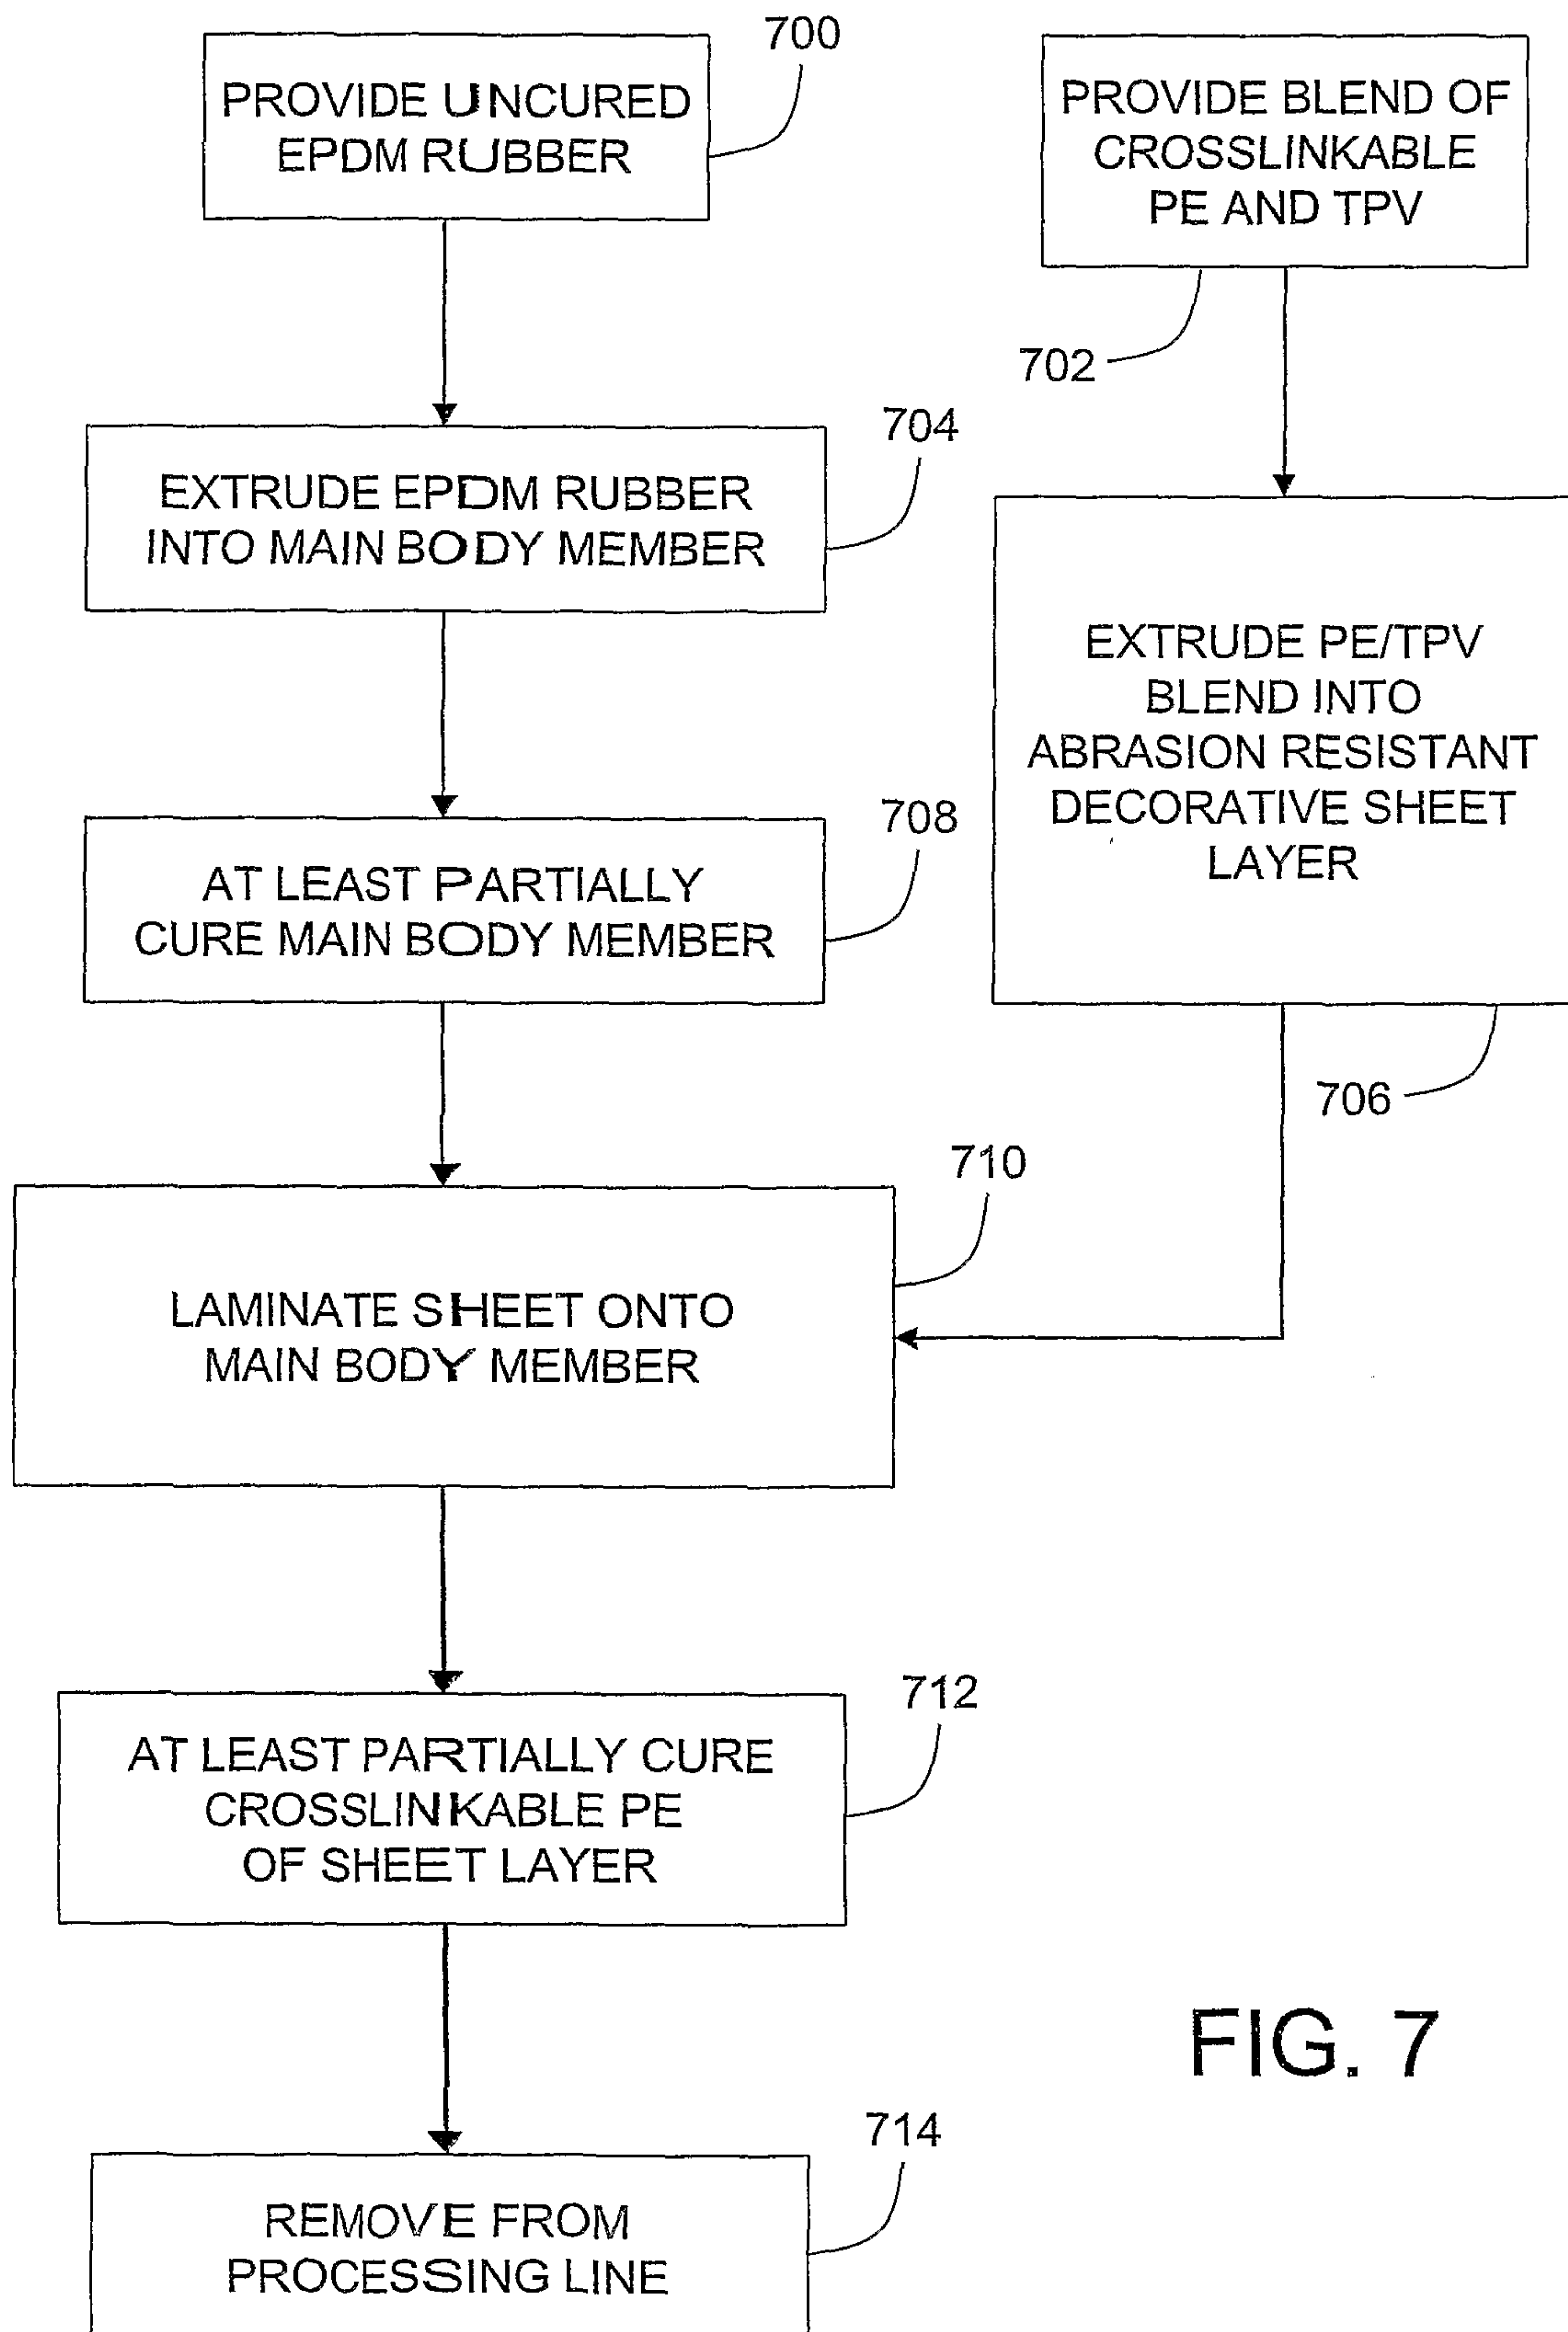 700
PROVIDE UNCURED
EPDM RUBBER
PROVIDE BLEND OF
CROSSLINKABLE
PE AND TPV
702
704
EXTRUDE EPDM RUBBER
INTO MAIN BODY MEMBER
EXTRUDE PE/TPV
BLEND INTO
ABRASION RESISTANT
DECORATIVE SHEET
LAYER
706
708
AT LEAST PARTIALLY
CURE MAIN BODY MEMBER
710
LAMINATE SHEET ONTO
MAIN BODY MEMBER
712
AT LEAST PARTIALLY CURE
CROSSLINKABLE PE
OF SHEET LAYER
714
REMOVE FROM
PROCESSING LINE
FIG. 7